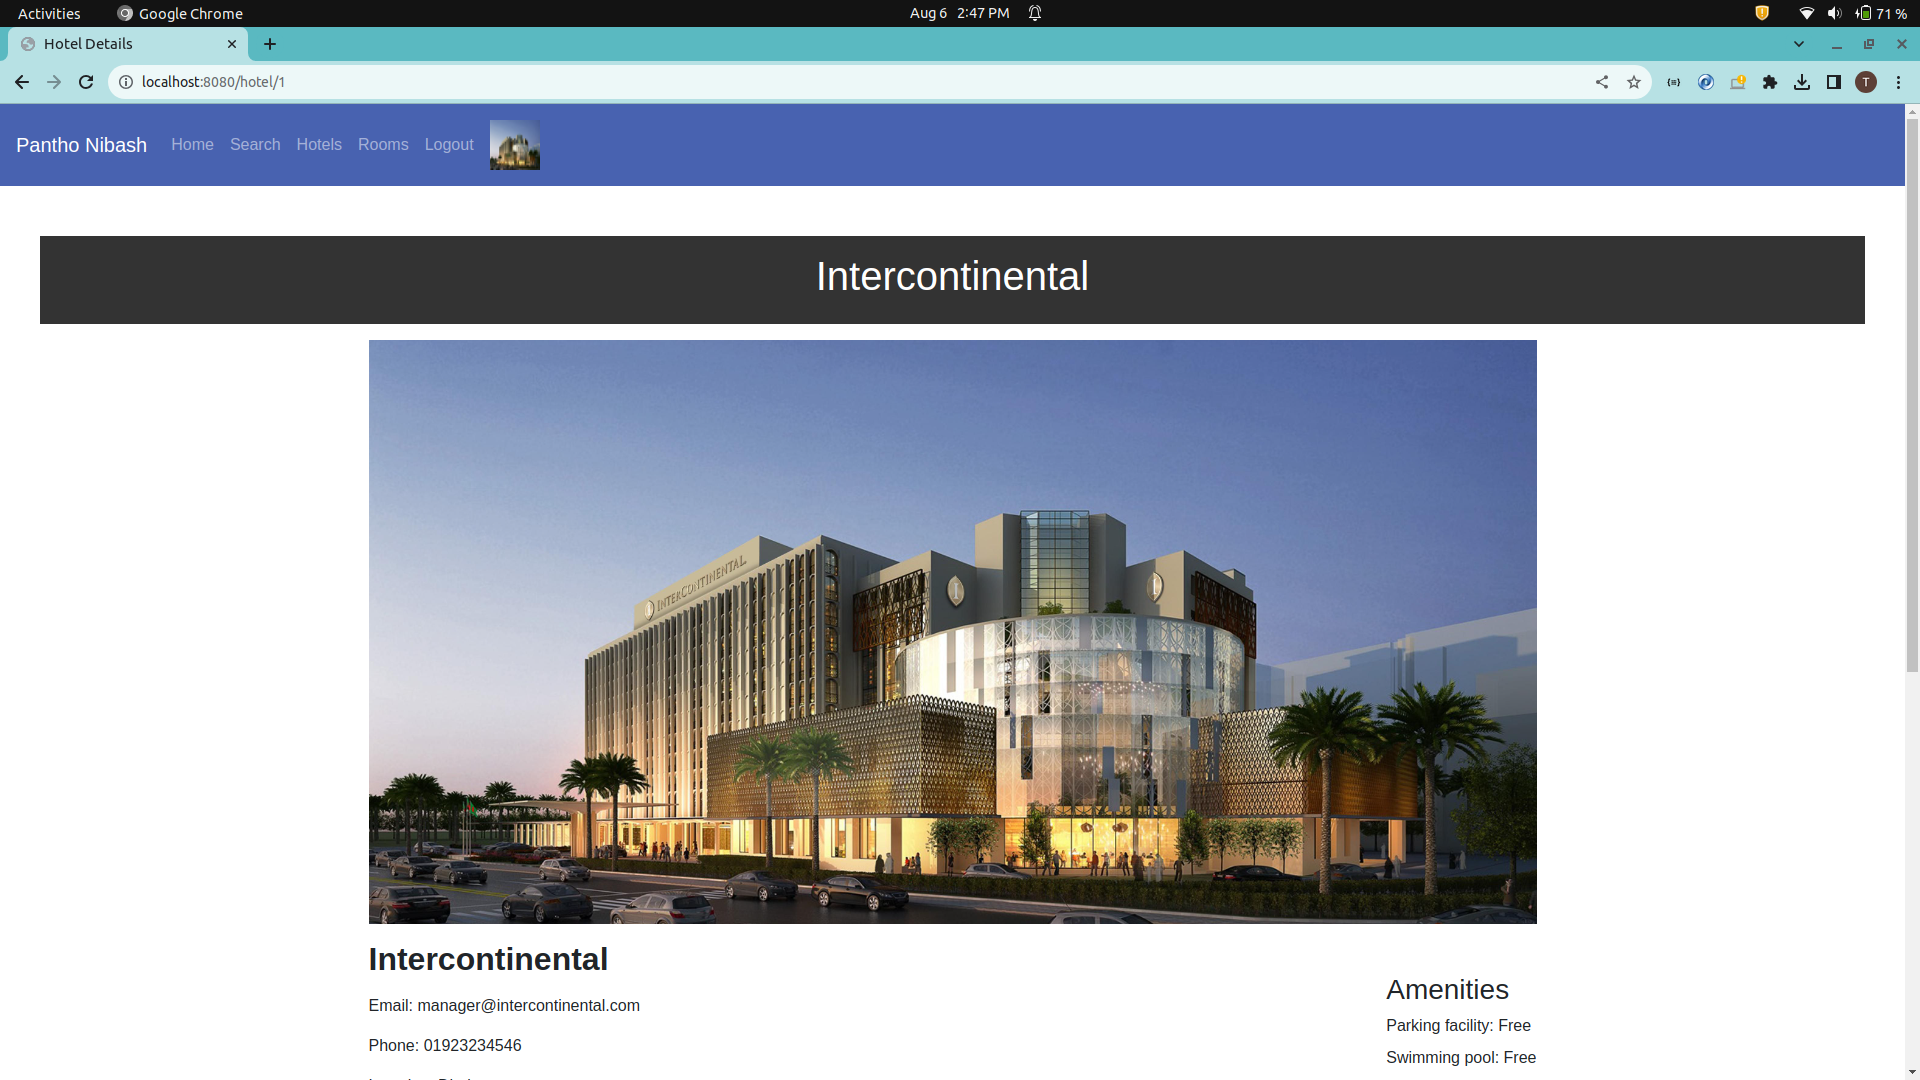 Activities Google Chrome Aug 6 2:47 PM 71 %
Hotel Details
localhost:8080/hotel/1 T
Pantho Nibash Home Search Hotels Rooms Logout
Intercontinental
INTERCONTINENTAL
Intercontinental
Amenities
Email: manager@intercontinental.com
Parking facility: Free
Phone: 01923234546
Swimming pool: Free